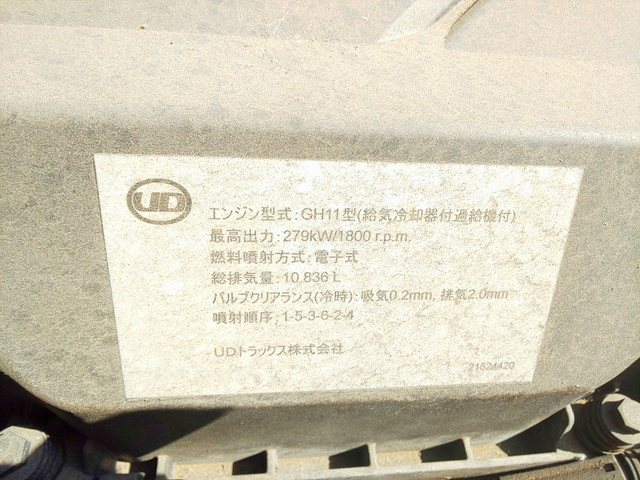 UD
エンジン型式:GH11型(給気冷却器付過給機付)
最高出力:279kW/1800 r.p.m.
燃料噴射方式:電子式
総排気量:10.836 L
バルブクリアランス(冷時):吸気0.2mm, 排気2.0mm
噴射順序:1-5-3-6-2-4
UDトラックス株式会社
21624420